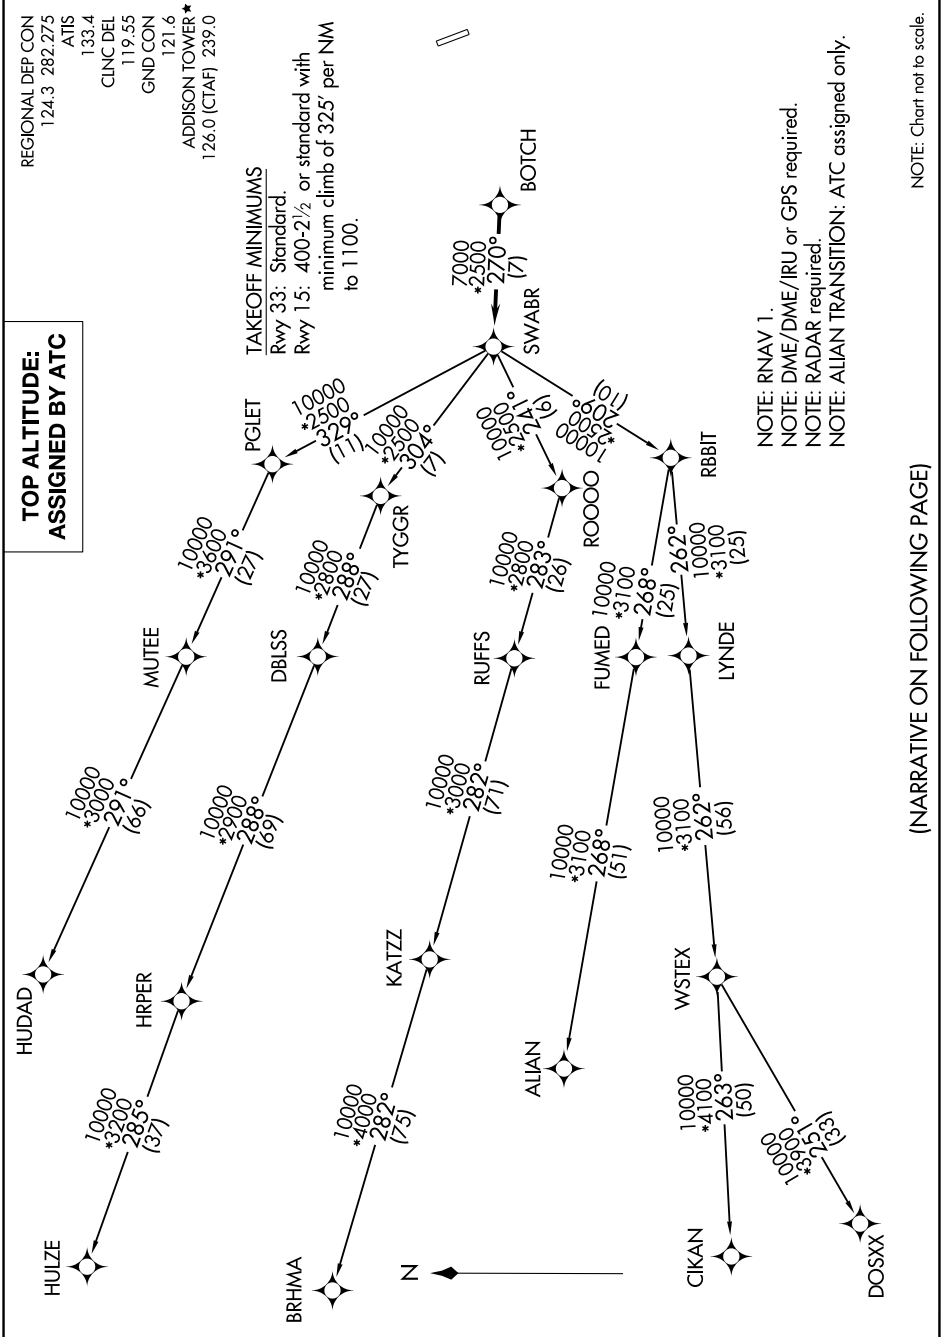 REGIONAL DEP CON
124.3 282.275
ATIS
133.4
CLNC DEL
119.55
GND CON
121.6
ADDISON TOWER★
126.0 (CTAF) 239.0
TOP ALTITUDE:
ASSIGNED BY ATC
TAKEOFF MINIMUMS
Rwy 33: Standard.
Rwy 15: 400-2½ or standard with
minimum climb of 325' per NM
to 1100.
BOTCH
7000
*2500
270°
(7)
SWABR
10000
*2500
329°
(11)
PGLET
10000
*3600
291°
(27)
MUTEE
10000
*3000
291°
(66)
HUDAD
10000
*2500
304°
(7)
TYGGR
10000
*2800
288°
(27)
DBLSS
10000
*2900
288°
(69)
HRPER
10000
*3200
285°
(37)
HULZE
10000
*2500
241°
(6)
ROOOO
10000
*2800
283°
(26)
RUFFS
10000
*3000
282°
(71)
KATZZ
10000
*4000
282°
(75)
BRHMA
10000
*2500
209°
(10)
RBBIT
10000
*3100
268°
(25)
FUMED
10000
*3100
268°
(51)
ALIAN
262°
10000
*3100
(25)
LYNDE
10000
*3100
262°
(56)
WSTEX
10000
*4100
263°
(50)
CIKAN
10000
*3900
251°
(33)
DOSXX
N
NOTE: RNAV 1.
NOTE: DME/DME/IRU or GPS required.
NOTE: RADAR required.
NOTE: ALIAN TRANSITION: ATC assigned only.
(NARRATIVE ON FOLLOWING PAGE)
NOTE: Chart not to scale.